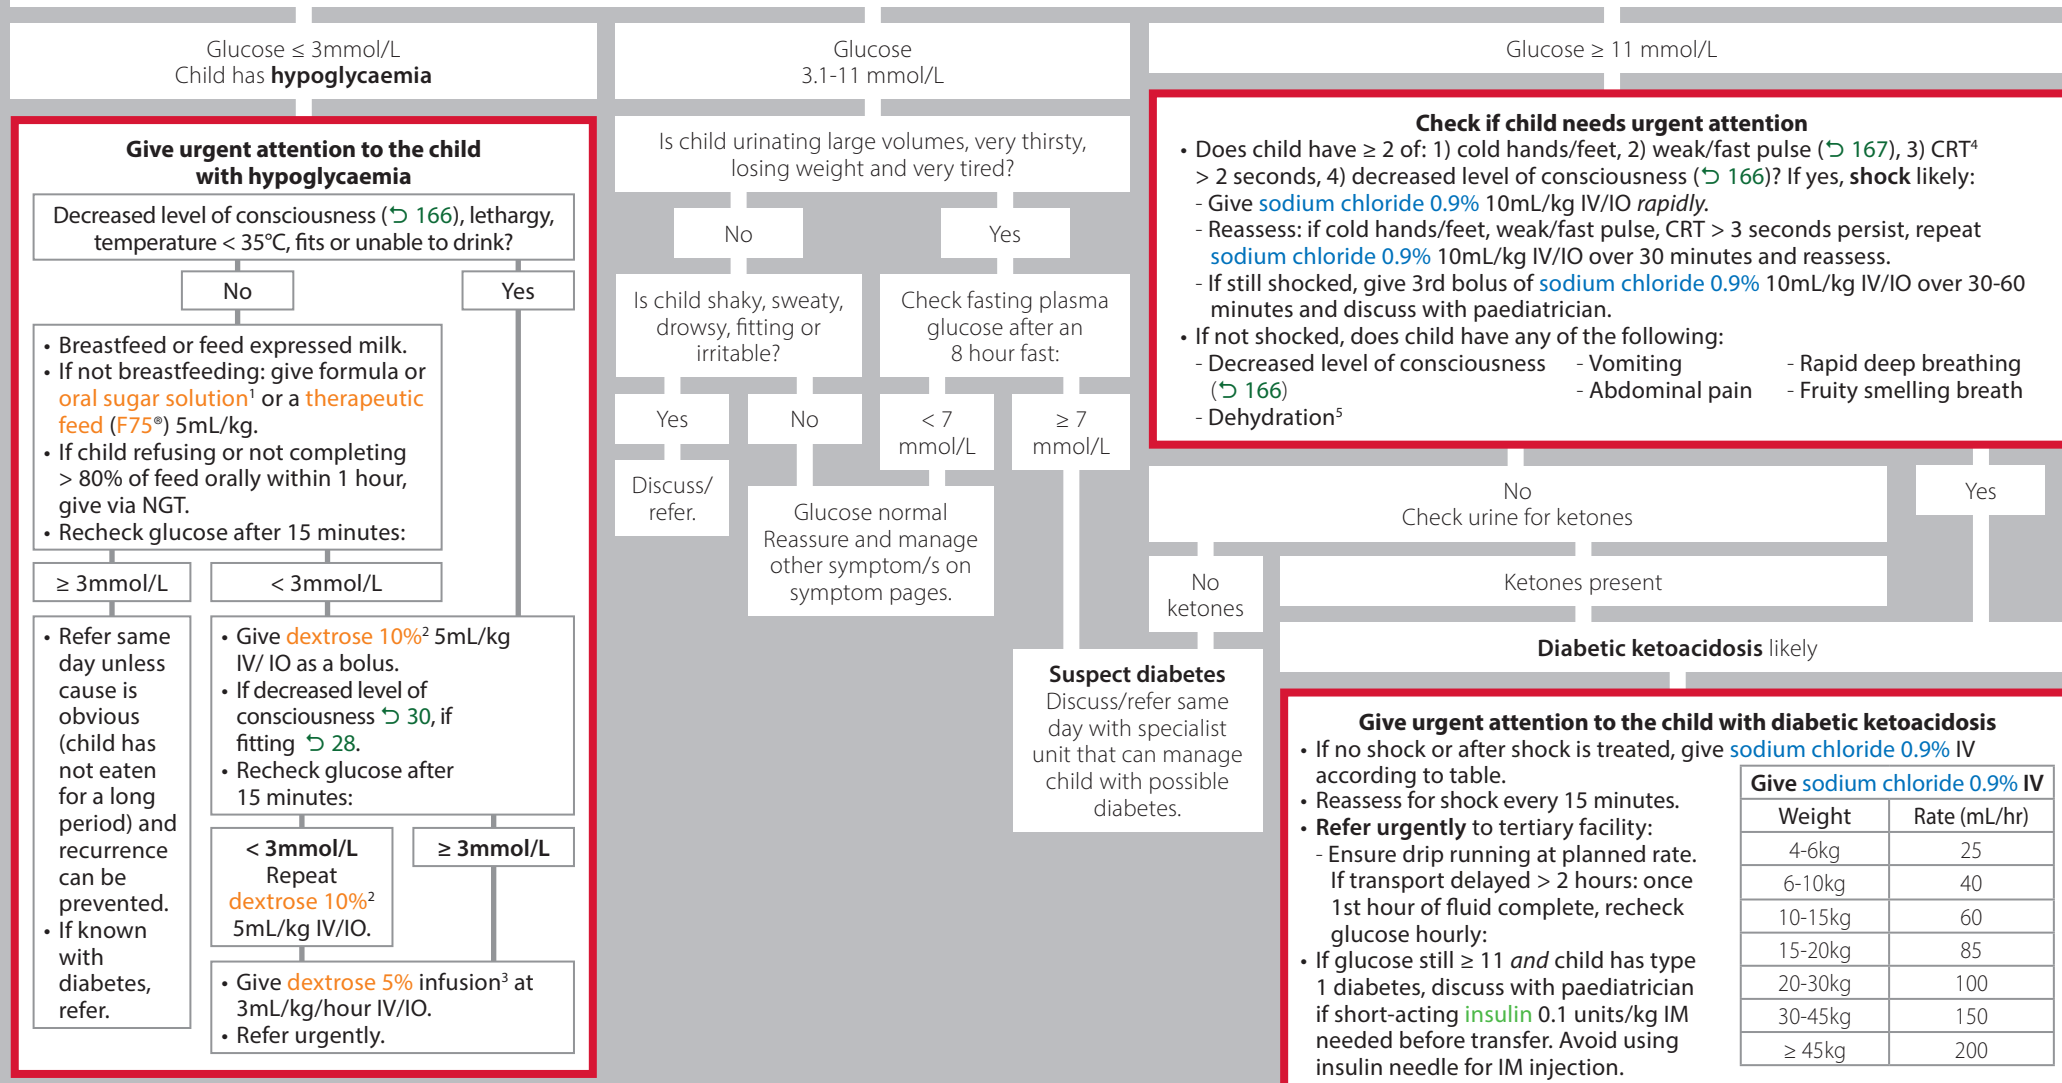 Glucose ≤ 3mmol/L
Child has hypoglycaemia
Give urgent attention to the child
with hypoglycaemia
Decreased level of consciousness (⮌ 166), lethargy,
temperature < 35°C, fits or unable to drink?
No
Yes
• Breastfeed or feed expressed milk.
• If not breastfeeding: give formula or
oral sugar solution¹ or a therapeutic
feed (F75®) 5mL/kg.
• If child refusing or not completing
> 80% of feed orally within 1 hour,
give via NGT.
• Recheck glucose after 15 minutes:
≥ 3mmol/L
< 3mmol/L
• Refer same
day unless
cause is
obvious
(child has
not eaten
for a long
period) and
recurrence
can be
prevented.
• If known
with
diabetes,
refer.
• Give dextrose 10%² 5mL/kg
IV/ IO as a bolus.
• If decreased level of
consciousness ⮌ 30, if
fitting ⮌ 28.
• Recheck glucose after
15 minutes:
< 3mmol/L
Repeat
dextrose 10%²
5mL/kg IV/IO.
≥ 3mmol/L
• Give dextrose 5% infusion³ at
3mL/kg/hour IV/IO.
• Refer urgently.
Glucose
3.1-11 mmol/L
Is child urinating large volumes, very thirsty,
losing weight and very tired?
No
Yes
Is child shaky, sweaty,
drowsy, fitting or
irritable?
Check fasting plasma
glucose after an
8 hour fast:
Yes
No
< 7
mmol/L
≥ 7
mmol/L
Discuss/
refer.
Glucose normal
Reassure and manage
other symptom/s on
symptom pages.
Glucose ≥ 11 mmol/L
Check if child needs urgent attention
• Does child have ≥ 2 of: 1) cold hands/feet, 2) weak/fast pulse (⮌ 167), 3) CRT⁴
> 2 seconds, 4) decreased level of consciousness (⮌ 166)? If yes, shock likely:
- Give sodium chloride 0.9% 10mL/kg IV/IO rapidly.
- Reassess: if cold hands/feet, weak/fast pulse, CRT > 3 seconds persist, repeat
sodium chloride 0.9% 10mL/kg IV/IO over 30 minutes and reassess.
- If still shocked, give 3rd bolus of sodium chloride 0.9% 10mL/kg IV/IO over 30-60
minutes and discuss with paediatrician.
• If not shocked, does child have any of the following:
- Decreased level of consciousness - Vomiting - Rapid deep breathing
(⮌ 166) - Abdominal pain - Fruity smelling breath
- Dehydration⁵
No
Check urine for ketones
Yes
No
ketones
Ketones present
Suspect diabetes
Discuss/refer same
day with specialist
unit that can manage
child with possible
diabetes.
Diabetic ketoacidosis likely
Give urgent attention to the child with diabetic ketoacidosis
• If no shock or after shock is treated, give sodium chloride 0.9% IV
according to table.
• Reassess for shock every 15 minutes.
• Refer urgently to tertiary facility:
- Ensure drip running at planned rate.
If transport delayed > 2 hours: once
1st hour of fluid complete, recheck
glucose hourly:
• If glucose still ≥ 11 and child has type
1 diabetes, discuss with paediatrician
if short-acting insulin 0.1 units/kg IM
needed before transfer. Avoid using
insulin needle for IM injection.
Give sodium chloride 0.9% IV
Weight Rate (mL/hr)
4-6kg 25
6-10kg 40
10-15kg 60
15-20kg 85
20-30kg 100
30-45kg 150
≥ 45kg 200